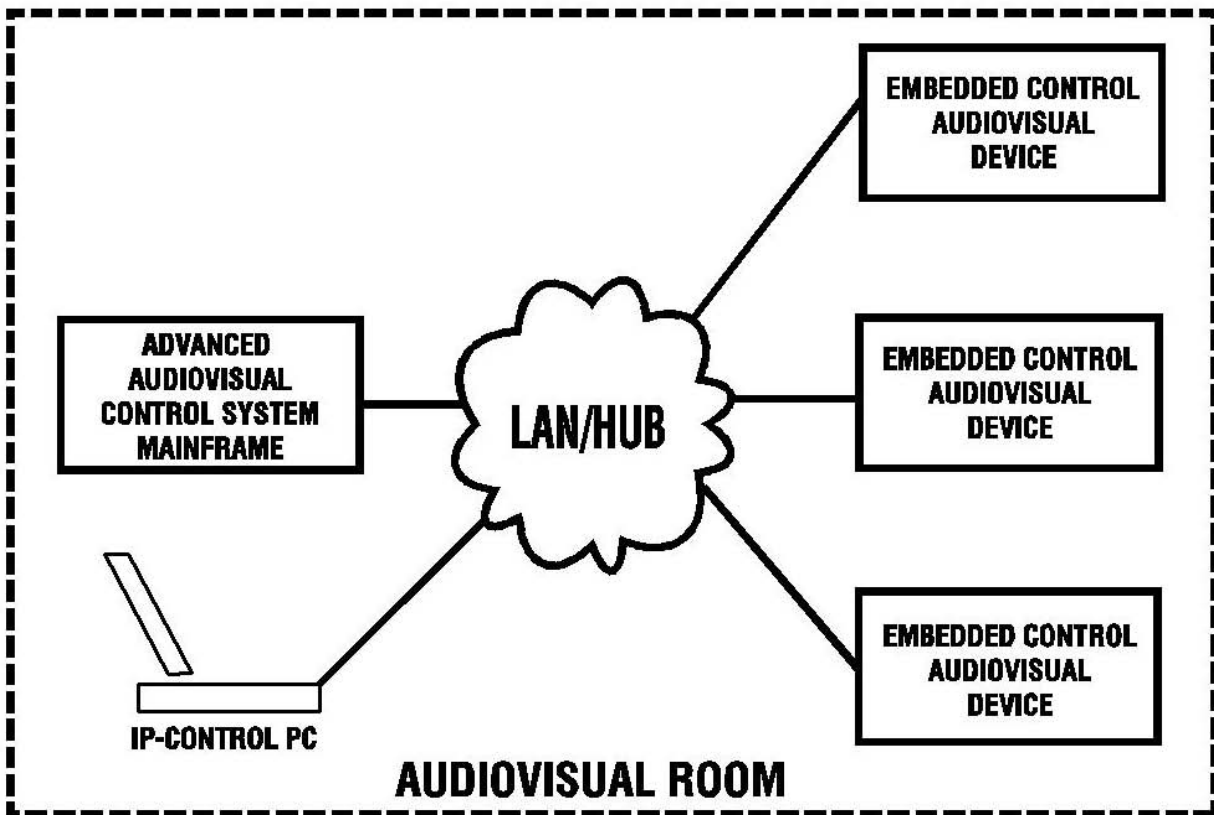 EMBEDDED CONTROL
AUDIOVISUAL
DEVICE
ADVANCED
AUDIOVISUAL
CONTROL SYSTEM
MAINFRAME
LAN/HUB
EMBEDDED CONTROL
AUDIOVISUAL
DEVICE
IP-CONTROL PC
EMBEDDED CONTROL
AUDIOVISUAL
DEVICE
AUDIOVISUAL ROOM